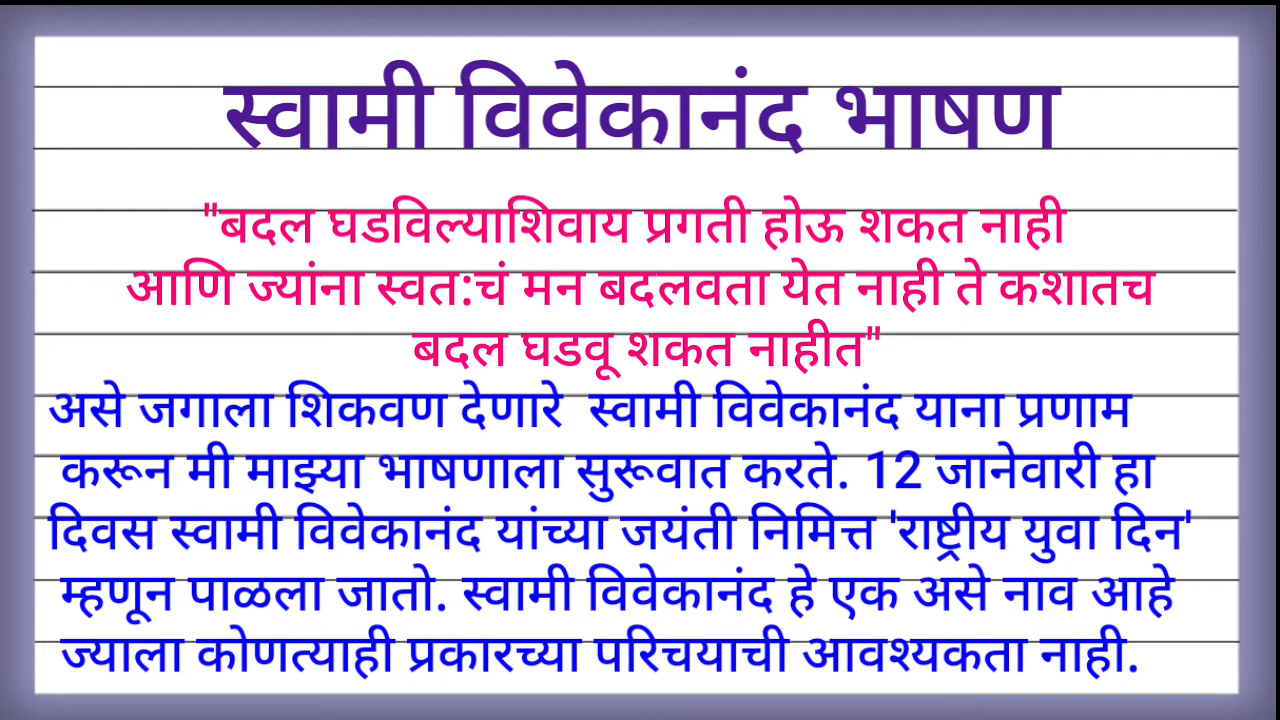 स्वामी विवेकानंद भाषण
"बदल घडविल्याशिवाय प्रगती होऊ शकत नाही
आणि ज्यांना स्वत:चं मन बदलवता येत नाही ते कशातच
बदल घडवू शकत नाहीत"
असे जगाला शिकवण देणारे स्वामी विवेकानंद याना प्रणाम
करून मी माझ्या भाषणाला सुरूवात करते. 12 जानेवारी हा
दिवस स्वामी विवेकानंद यांच्या जयंती निमित्त 'राष्ट्रीय युवा दिन'
म्हणून पाळला जातो. स्वामी विवेकानंद हे एक असे नाव आहे
ज्याला कोणत्याही प्रकारच्या परिचयाची आवश्यकता नाही.